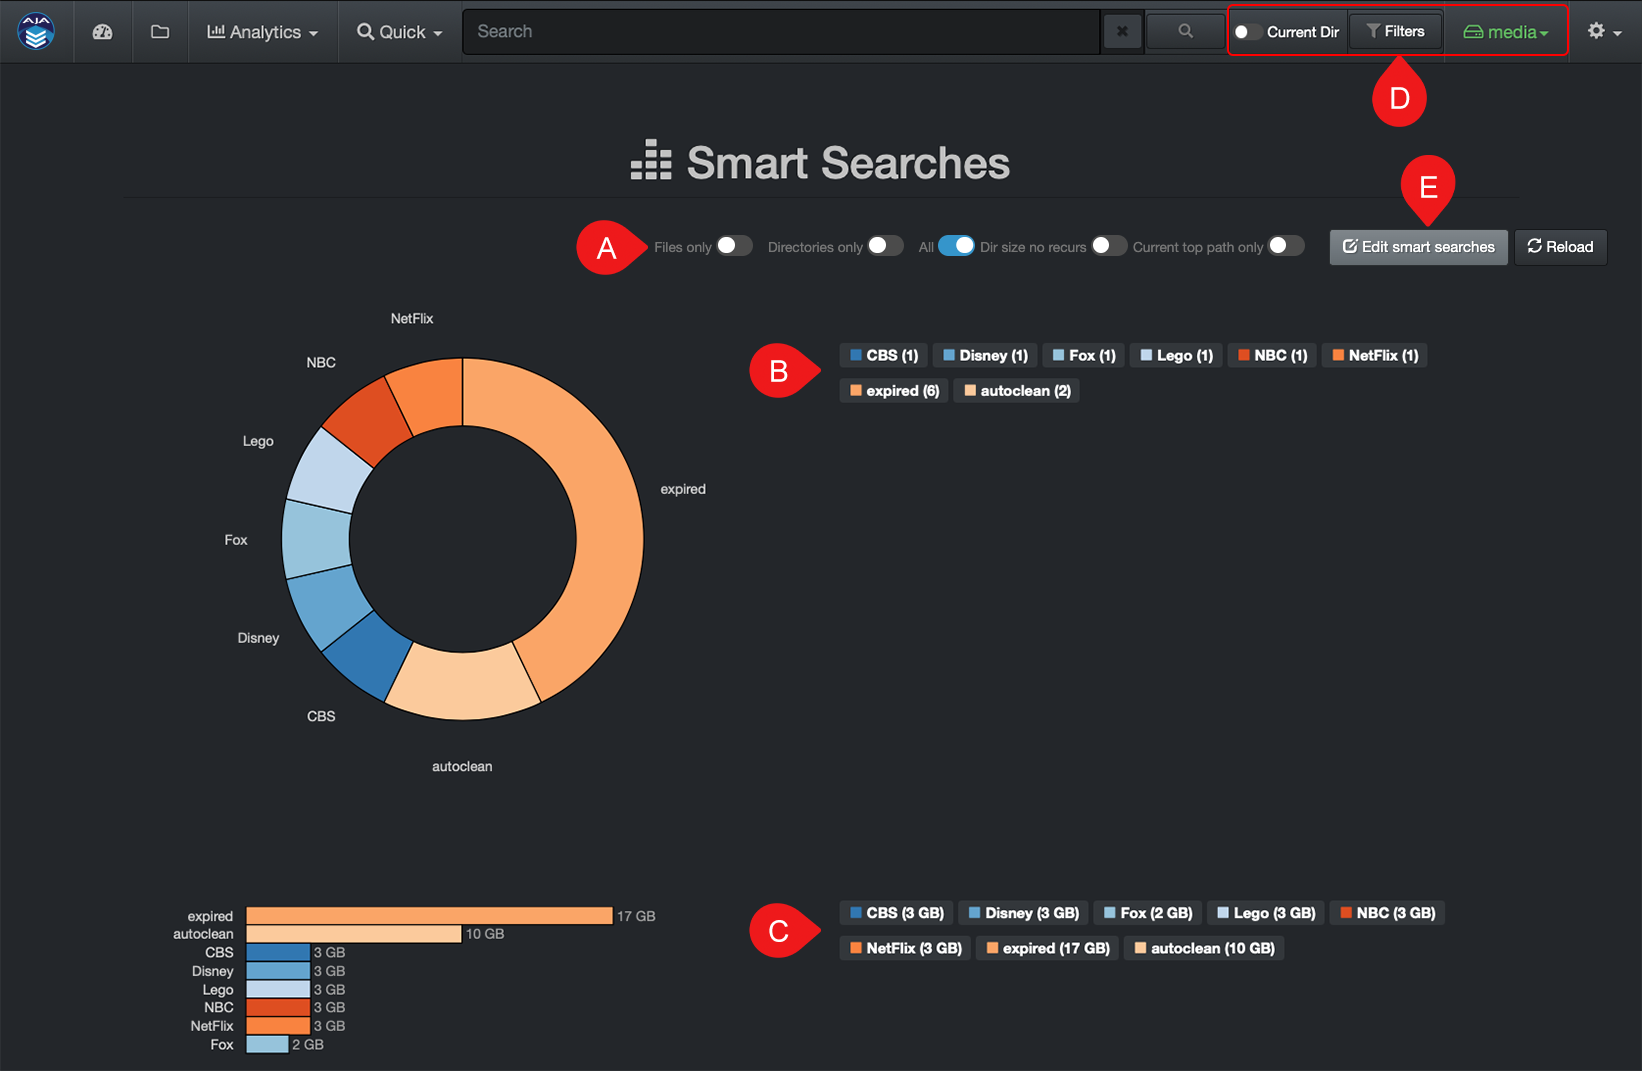 AJA Analytics Quick Search Current Dir Filters media
D
Smart Searches
E
A Files only Directories only All Dir size no recurs Current top path only Edit smart searches Reload
NetFlix
NBC
Lego
Fox
Disney
CBS
autoclean
expired
B
CBS (1) Disney (1) Fox (1) Lego (1) NBC (1) NetFlix (1)
expired (6) autoclean (2)
expired 17 GB
autoclean 10 GB
CBS 3 GB
Disney 3 GB
Lego 3 GB
NBC 3 GB
NetFlix 3 GB
Fox 2 GB
C
CBS (3 GB) Disney (3 GB) Fox (2 GB) Lego (3 GB) NBC (3 GB)
NetFlix (3 GB) expired (17 GB) autoclean (10 GB)